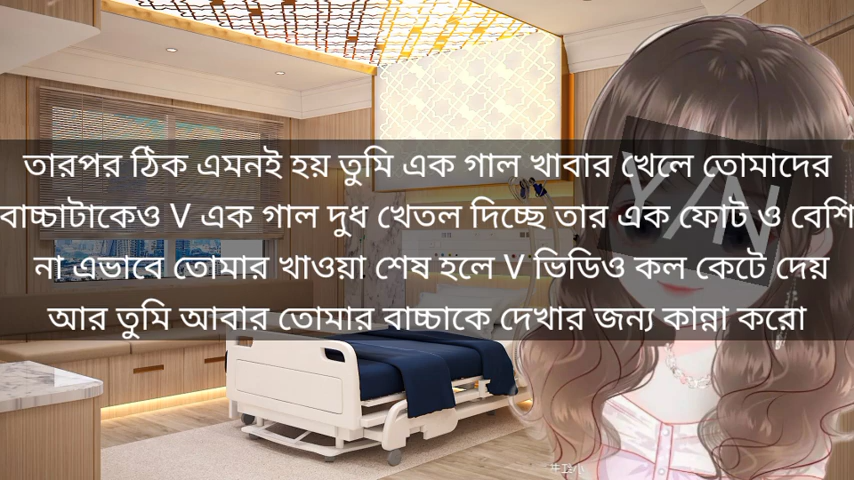 তারপর ঠিক এমনই হয় তুমি এক গাল খাবার খেলে তোমাদের
বাচ্চাটাকেও V এক গাল দুধ খেতল দিচ্ছে তার এক ফোট ও বেশি
না এভাবে তোমার খাওয়া শেষ হলে V ভিডিও কল কেটে দেয়
আর তুমি আবার তোমার বাচ্চাকে দেখার জন্য কান্না করো
Y/N